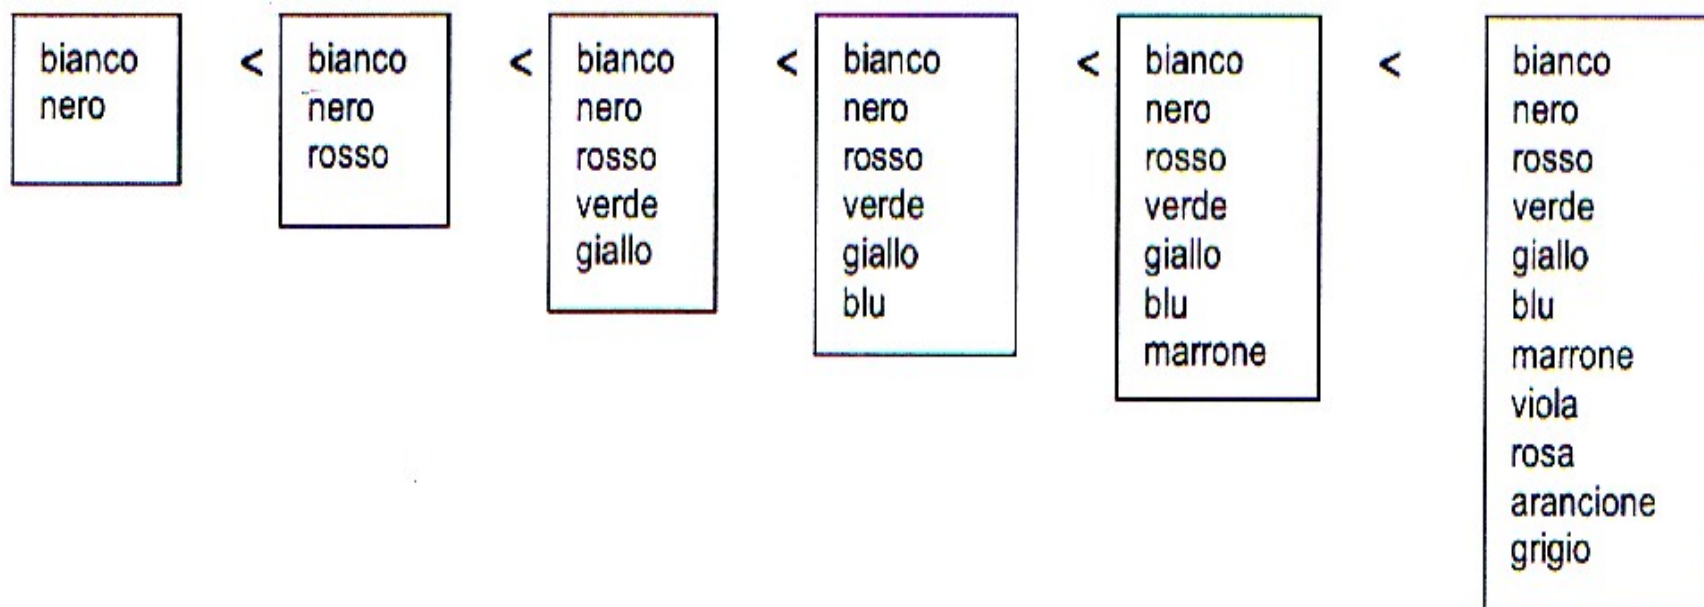 bianco
nero
<
bianco
nero
rosso
<
bianco
nero
rosso
verde
giallo
<
bianco
nero
rosso
verde
giallo
blu
<
bianco
nero
rosso
verde
giallo
blu
marrone
<
bianco
nero
rosso
verde
giallo
blu
marrone
viola
rosa
arancione
grigio